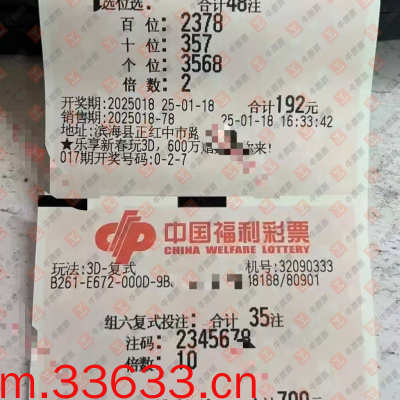 选位选: 合计48注
百 位: 2378
十 位: 357
个 位: 3568
倍 数: 2
开奖期:2025018 25-01-18 合计192元
销售期:2025018-78 25-01-18 16:33:42
地址:滨海县正红中市路
★乐享新春玩3D, 600万 来!
017期开奖号码:0-2-7
中国福利彩票
CHINA WELFARE LOTTERY
玩法:3D-复式 机号:32090333
B261-E672-000D-9B 18188/80901
组六复式投注: 合计 35注
注码: 2345678
倍数: 10
m.33633.cn